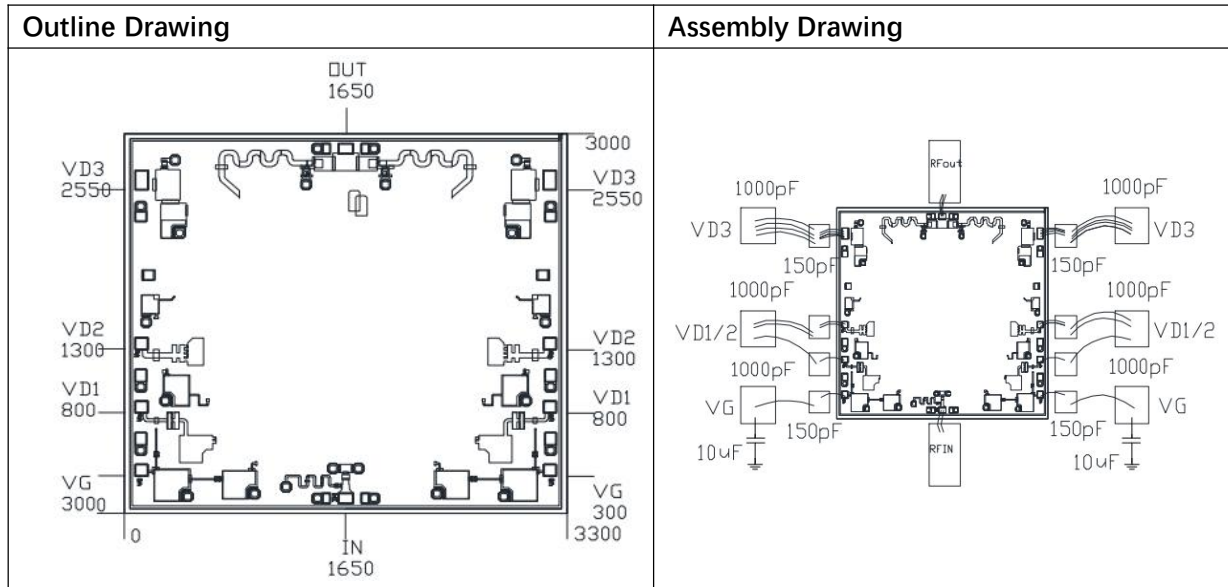 Outline Drawing
Assembly Drawing
OUT
1650
3000
VD3
2550
VD3
2550
VD2
1300
VD2
1300
VD1
800
VD1
800
VG
3000
VG
300
0
3300
IN
1650
RFout
1000pF
1000pF
VD3
VD3
150pF
150pF
1000pF
1000pF
VD1/2
VD1/2
1000pF
1000pF
VG
VG
150pF
150pF
10uF
10uF
RFIN